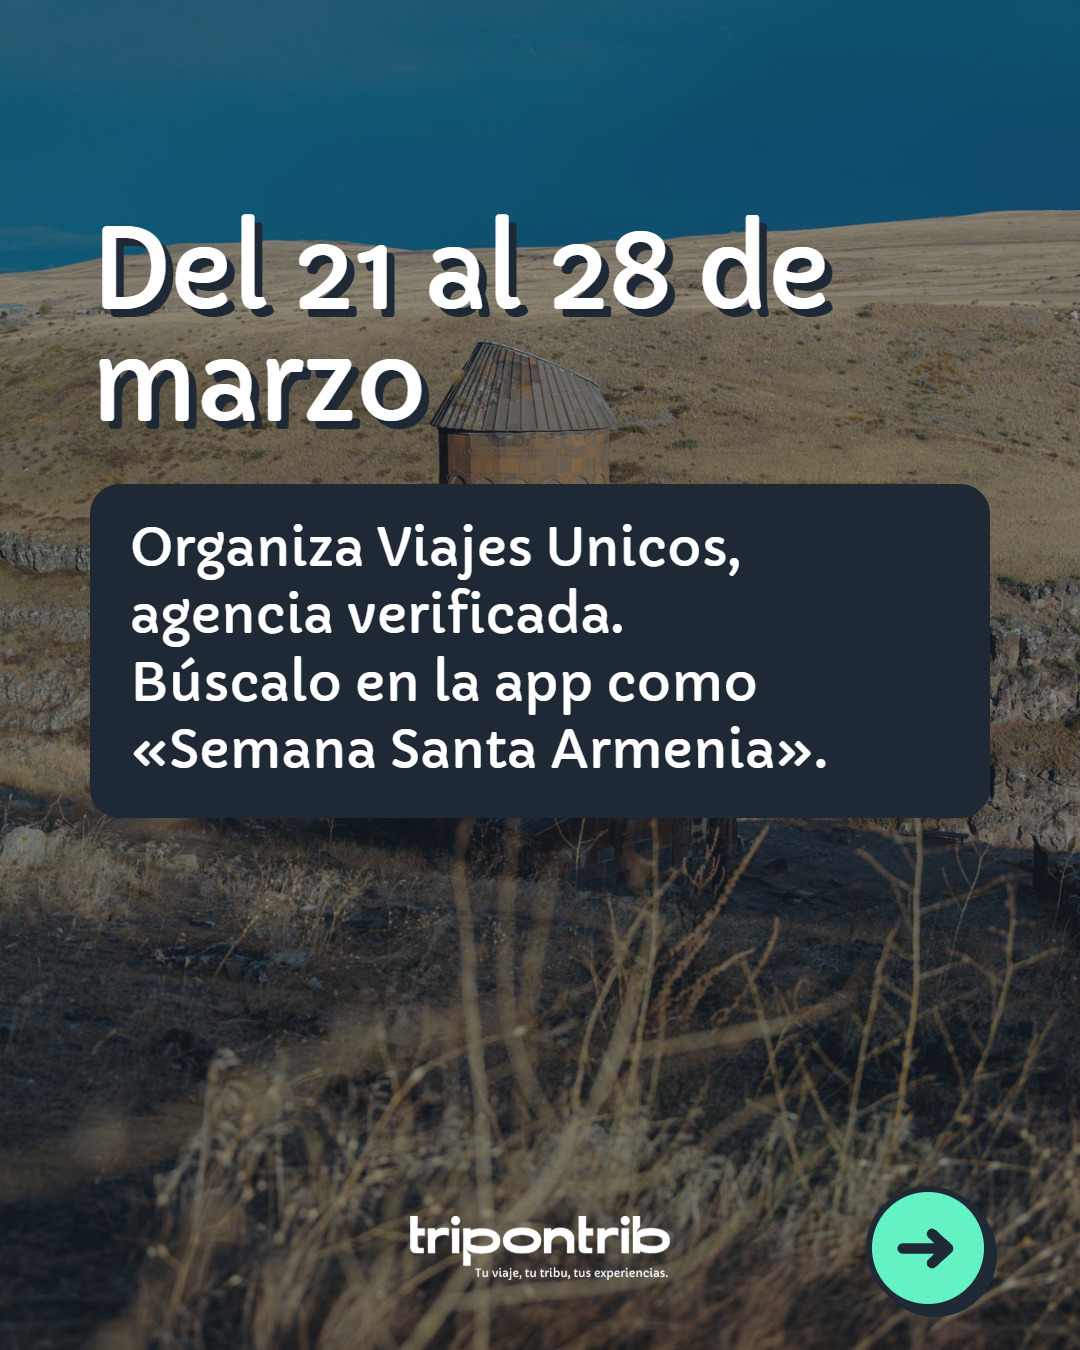 Del 21 al 28 de
marzo
Organiza Viajes Unicos,
agencia verificada.
Búscalo en la app como
«Semana Santa Armenia».
tripontrib
Tu viaje, tu tribu, tus experiencias.